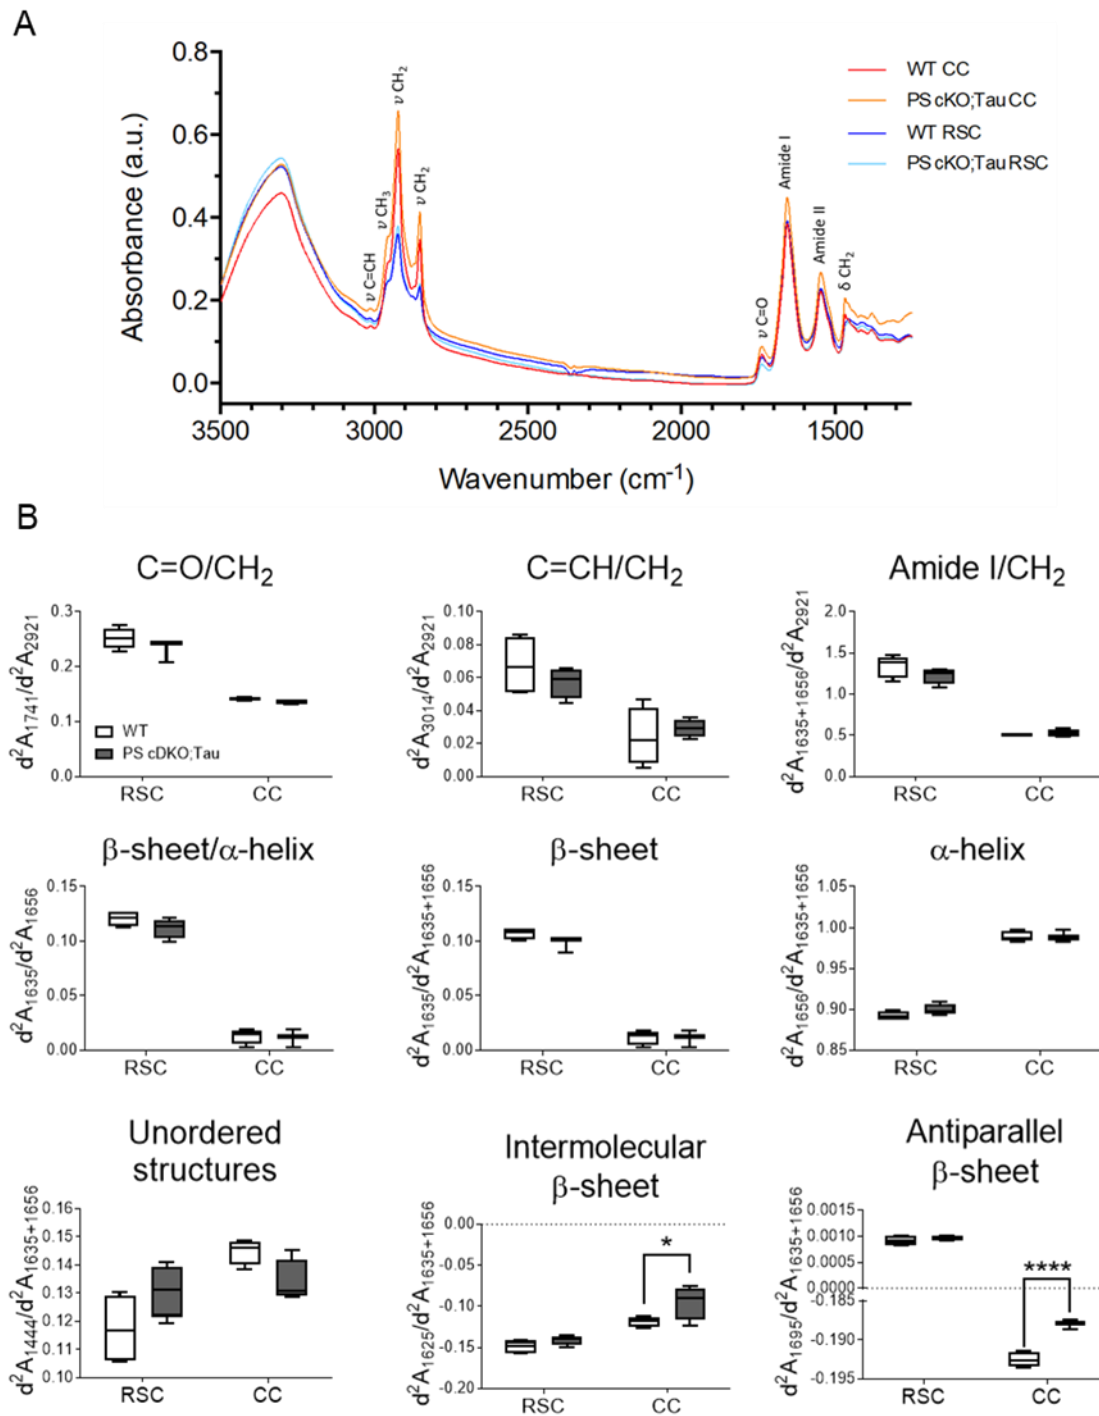 A
0.8
0.6
0.4
0.2
0.0
Absorbance (a.u.)
3500
3000
2500
2000
1500
Wavenumber (cm-1)
ν C=CH
ν CH3
ν CH2
ν CH2
ν C=O
Amide I
Amide II
δ CH2
WT CC
PS cKO;Tau CC
WT RSC
PS cKO;Tau RSC
B
C=O/CH2
d2A1741/d2A2921
0.3
0.2
0.1
0.0
WT
PS cDKO;Tau
RSC
CC
C=CH/CH2
d2A3014/d2A2921
0.10
0.08
0.06
0.04
0.02
0.00
RSC
CC
Amide I/CH2
d2A1635+1656/d2A2921
2.0
1.5
1.0
0.5
0.0
RSC
CC
β-sheet/α-helix
d2A1635/d2A1656
0.15
0.10
0.05
0.00
RSC
CC
β-sheet
d2A1635/d2A1635+1656
0.15
0.10
0.05
0.00
RSC
CC
α-helix
d2A1656/d2A1635+1656
1.05
1.00
0.95
0.90
0.85
RSC
CC
Unordered
structures
d2A1444/d2A1635+1656
0.16
0.15
0.14
0.13
0.12
0.11
0.10
RSC
CC
Intermolecular
β-sheet
d2A1625/d2A1635+1656
0.00
-0.05
-0.10
-0.15
-0.20
*
RSC
CC
Antiparallel
β-sheet
d2A1695/d2A1635+1656
0.0015
0.0010
0.0005
0.0000
-0.185
-0.190
-0.195
****
RSC
CC